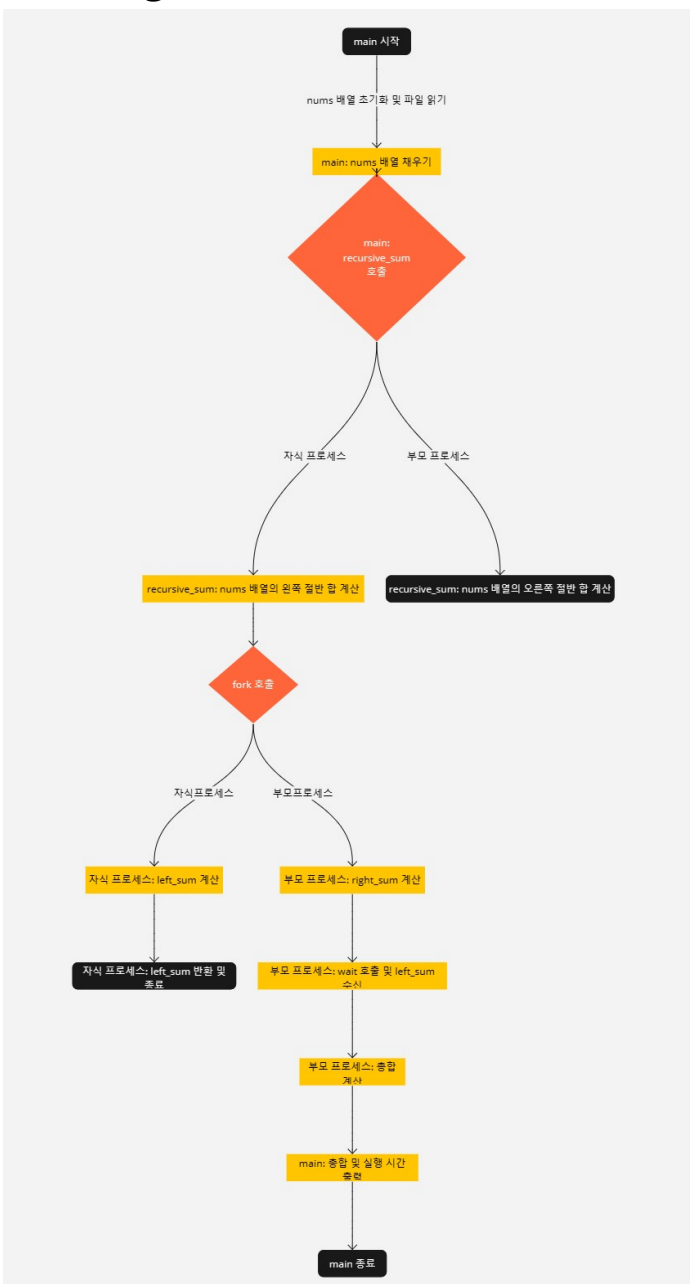 main 시작
nums 배열 초기화 및 파일 읽기
main: nums 배열 채우기
main:
recursive_sum
호출
자식 프로세스
부모 프로세스
recursive_sum: nums 배열의 왼쪽 절반 합 계산
recursive_sum: nums 배열의 오른쪽 절반 합 계산
fork 호출
자식프로세스
부모프로세스
자식 프로세스: left_sum 계산
부모 프로세스: right_sum 계산
자식 프로세스: left_sum 반환 및
종료
부모 프로세스: wait 호출 및 left_sum
수신
부모 프로세스: 총합
계산
main: 총합 및 실행 시간
출력
main 종료